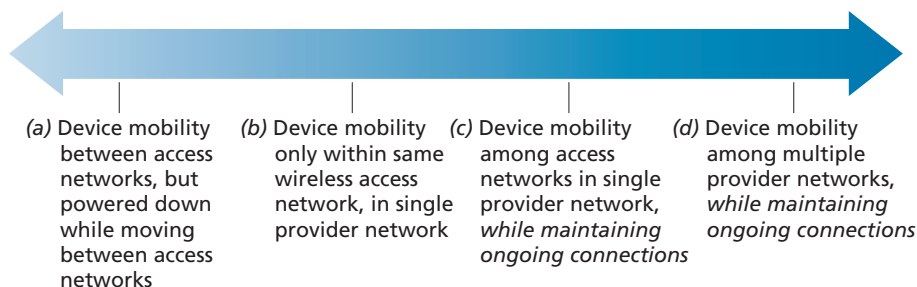 (a) Device mobility
between access
networks, but
powered down
while moving
between access
networks
(b) Device mobility
only within same
wireless access
network, in single
provider network
(c) Device mobility
among access
networks in single
provider network,
while maintaining
ongoing connections
(d) Device mobility
among multiple
provider networks,
while maintaining
ongoing connections